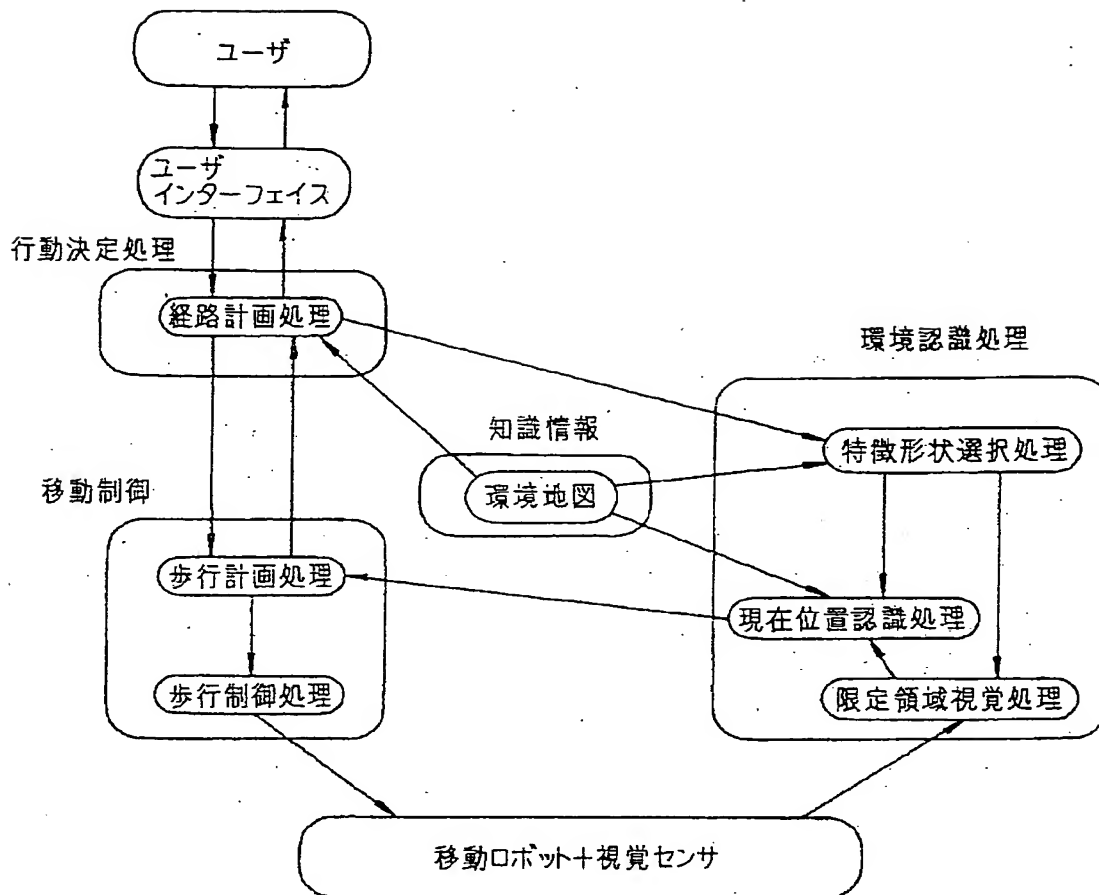 ユーザ
ユーザ
インターフェイス
行動決定処理
経路計画処理
環境認識処理
知識情報
特徴形状選択処理
環境地図
移動制御
歩行計画処理
現在位置認識処理
歩行制御処理
限定領域視覚処理
移動ロボット+視覚センサ